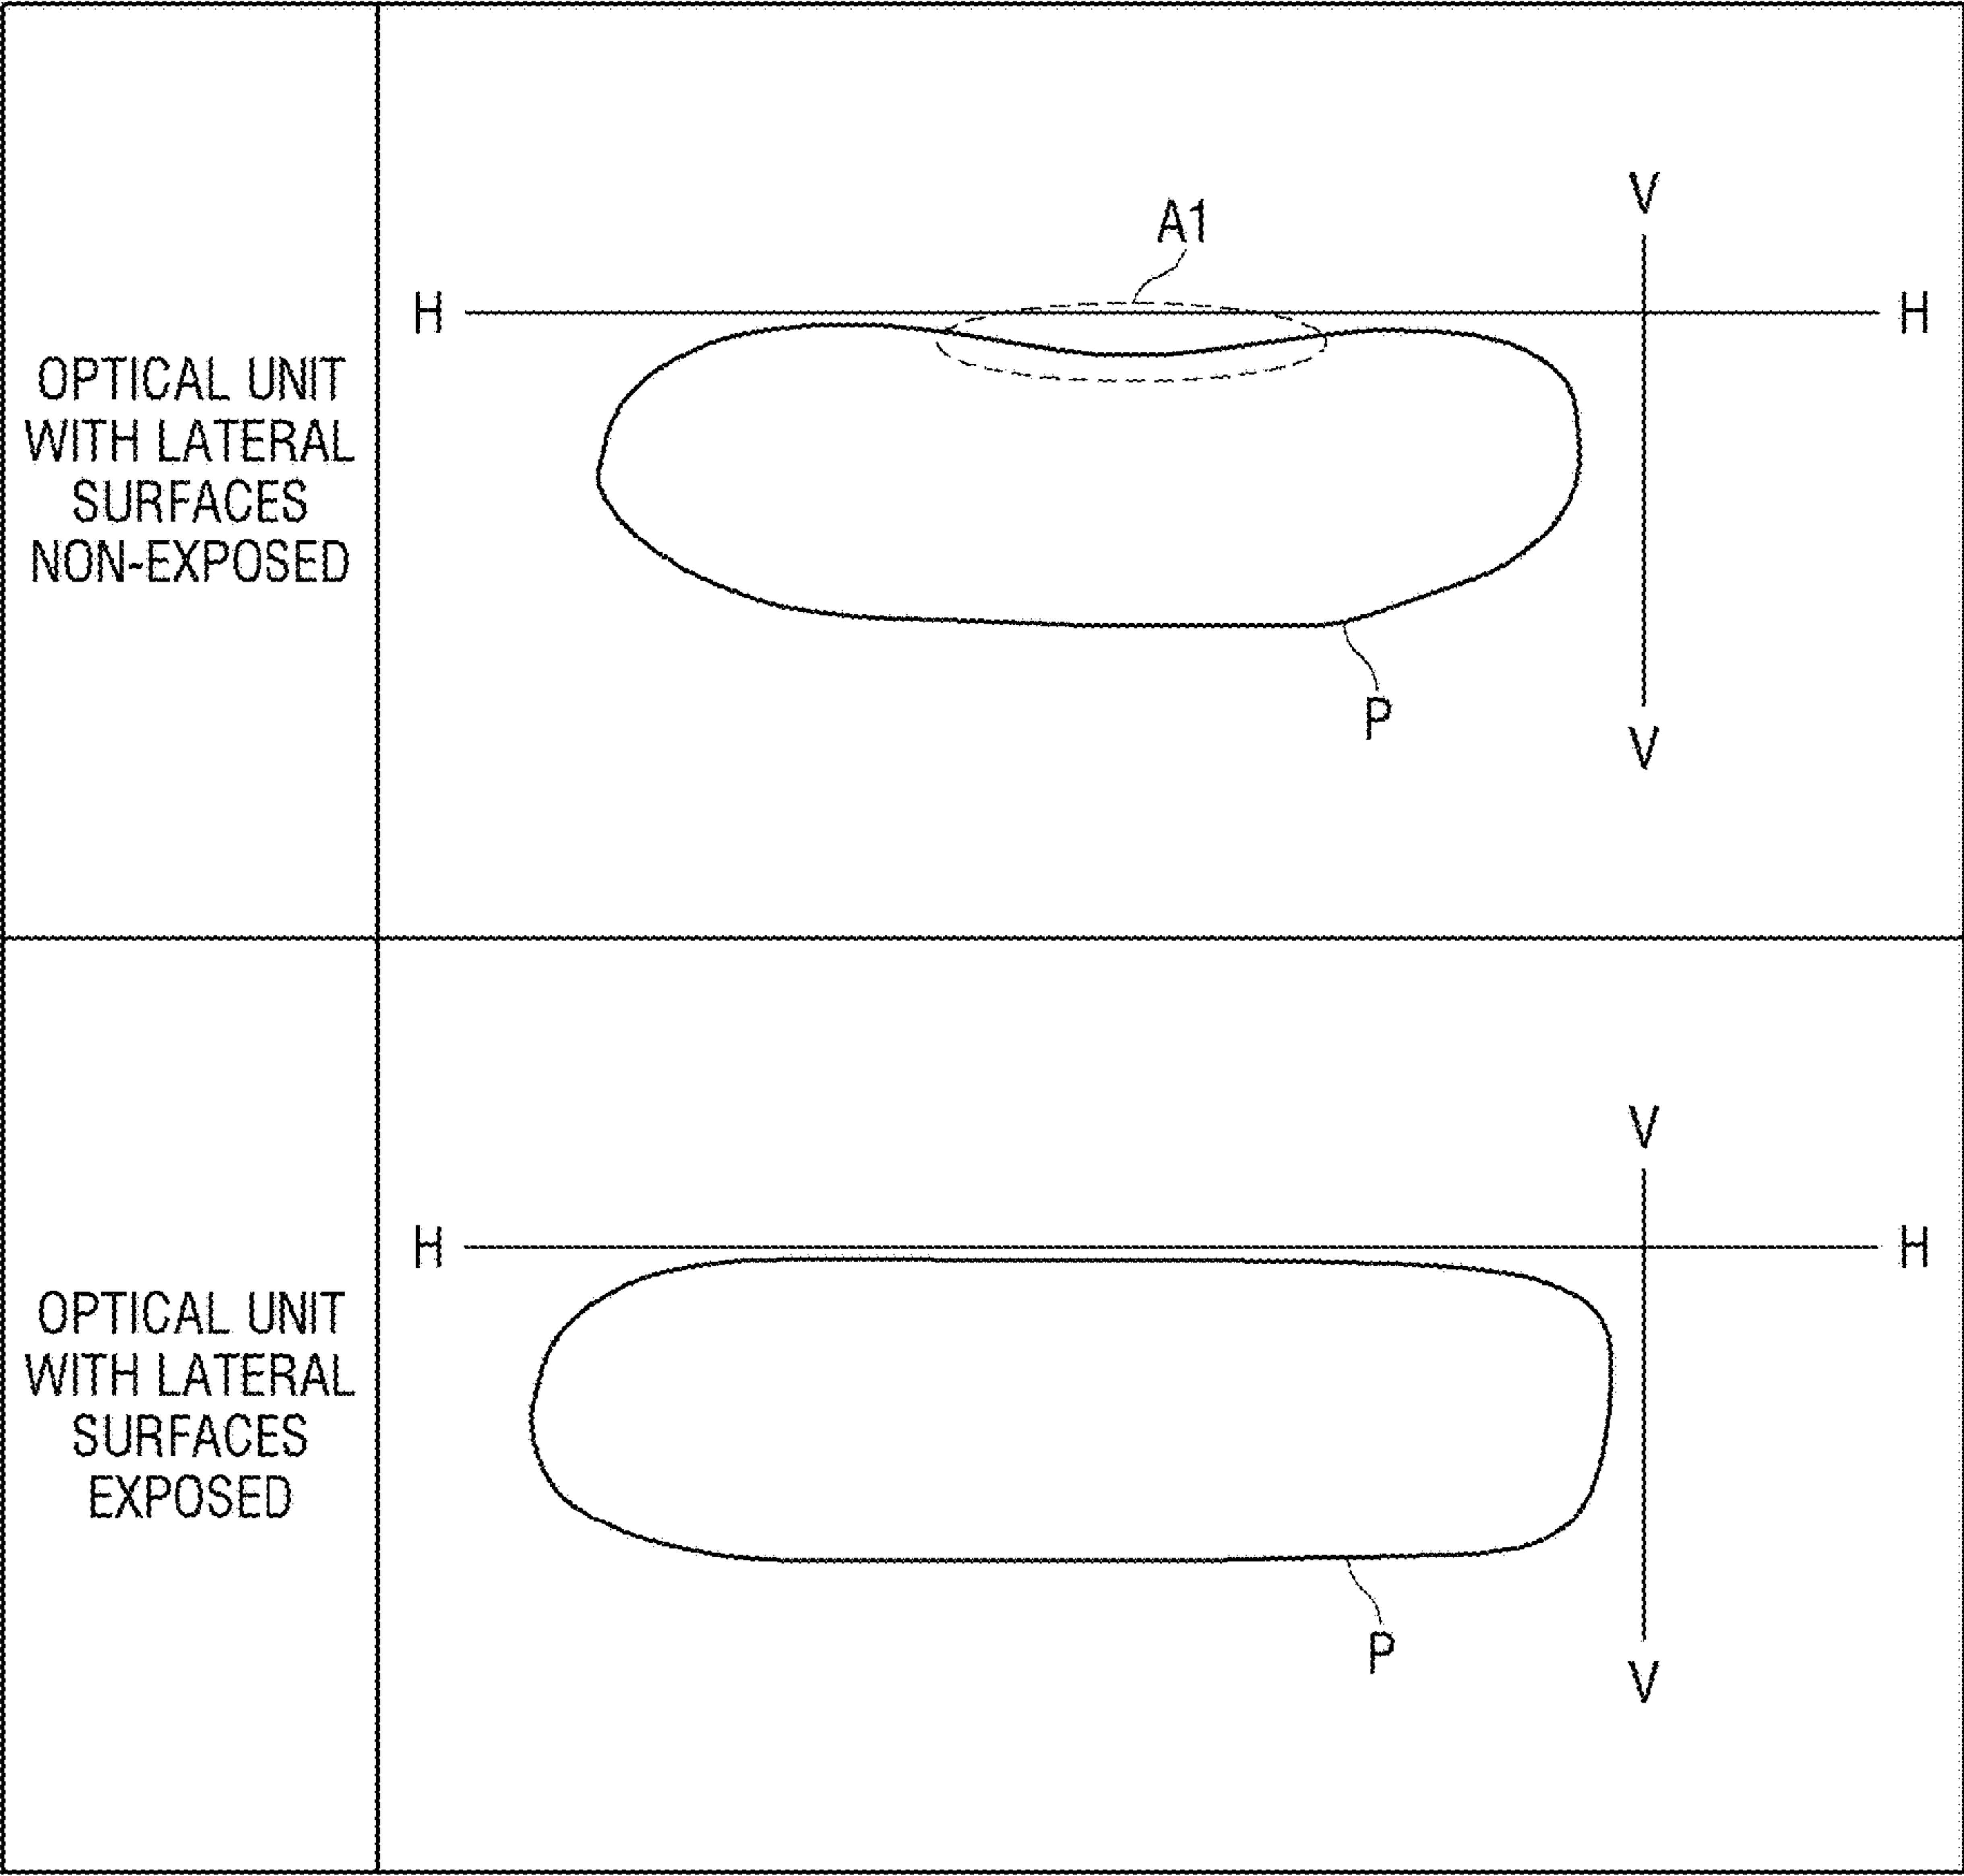 V
A1
H
H
OPTICAL UNIT
WITH LATERAL
SURFACES
NON-EXPOSED
P
V
V
H
H
OPTICAL UNIT
WITH LATERAL
SURFACES
EXPOSED
P
V